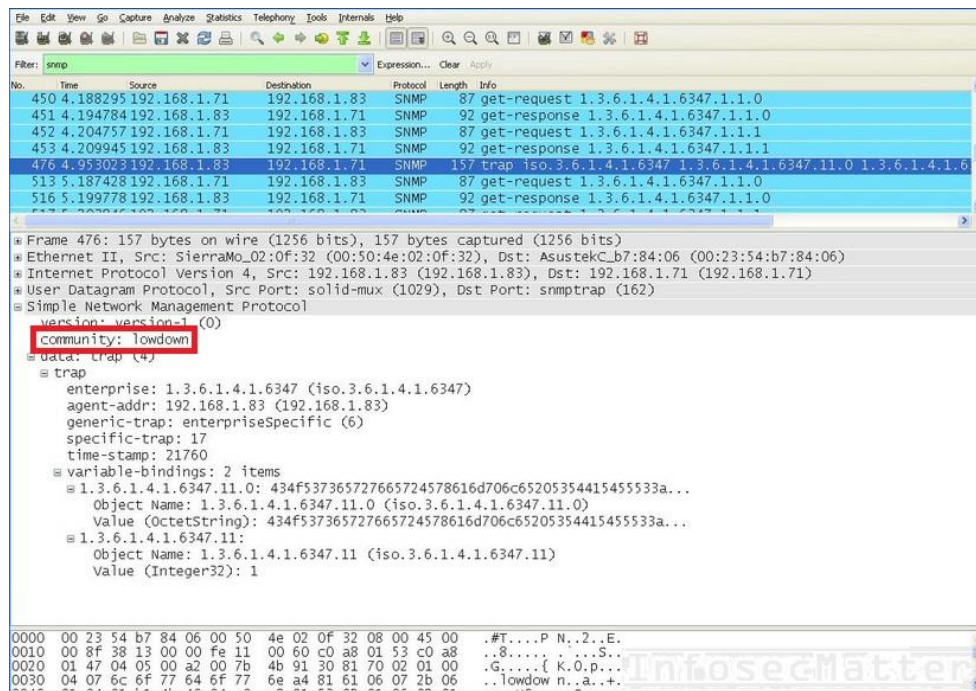 File Edit View Go Capture Analyze Statistics Telephony Tools Internals Help
Filter: snmp Expression... Clear Apply
No. Time Source Destination Protocol Length Info
450 4.188295 192.168.1.71 192.168.1.83 SNMP 87 get-request 1.3.6.1.4.1.6347.1.1.0
451 4.194784 192.168.1.83 192.168.1.71 SNMP 92 get-response 1.3.6.1.4.1.6347.1.1.0
452 4.204757 192.168.1.71 192.168.1.83 SNMP 87 get-request 1.3.6.1.4.1.6347.1.1.1
453 4.209945 192.168.1.83 192.168.1.71 SNMP 92 get-response 1.3.6.1.4.1.6347.1.1.1
476 4.953023 192.168.1.83 192.168.1.71 SNMP 157 trap iso.3.6.1.4.1.6347 1.3.6.1.4.1.6347.11.0 1.3.6.1.4.1.6
513 5.187428 192.168.1.71 192.168.1.83 SNMP 87 get-request 1.3.6.1.4.1.6347.1.1.0
516 5.199778 192.168.1.83 192.168.1.71 SNMP 92 get-response 1.3.6.1.4.1.6347.1.1.0
Frame 476: 157 bytes on wire (1256 bits), 157 bytes captured (1256 bits)
Ethernet II, Src: SierraMo_02:0f:32 (00:50:4e:02:0f:32), Dst: AsustekC_b7:84:06 (00:23:54:b7:84:06)
Internet Protocol Version 4, Src: 192.168.1.83 (192.168.1.83), Dst: 192.168.1.71 (192.168.1.71)
User Datagram Protocol, Src Port: solid-mux (1029), Dst Port: snmptrap (162)
Simple Network Management Protocol
version: version-1 (0)
community: lowdown
data: trap (4)
trap
enterprise: 1.3.6.1.4.1.6347 (iso.3.6.1.4.1.6347)
agent-addr: 192.168.1.83 (192.168.1.83)
generic-trap: enterpriseSpecific (6)
specific-trap: 17
time-stamp: 21760
variable-bindings: 2 items
1.3.6.1.4.1.6347.11.0: 434f537365727665724578616d706c65205354415455533a...
Object Name: 1.3.6.1.4.1.6347.11.0 (iso.3.6.1.4.1.6347.11.0)
Value (OctetString): 434f537365727665724578616d706c65205354415455533a...
1.3.6.1.4.1.6347.11:
Object Name: 1.3.6.1.4.1.6347.11 (iso.3.6.1.4.1.6347.11)
Value (Integer32): 1
0000 00 23 54 b7 84 06 00 50 4e 02 0f 32 08 00 45 00 .#T....P N..2..E.
0010 00 8f 38 13 00 00 fe 11 00 60 c0 a8 01 53 c0 a8 ..8..... .`...S..
0020 01 47 04 05 00 a2 00 7b 4b 91 30 81 70 02 01 00 .G.....{ K.0.p...
0030 04 07 6c 6f 77 64 6f 77 6e a4 81 61 06 07 2b 06 ..lowdow n..a..+.
InfosecMatter